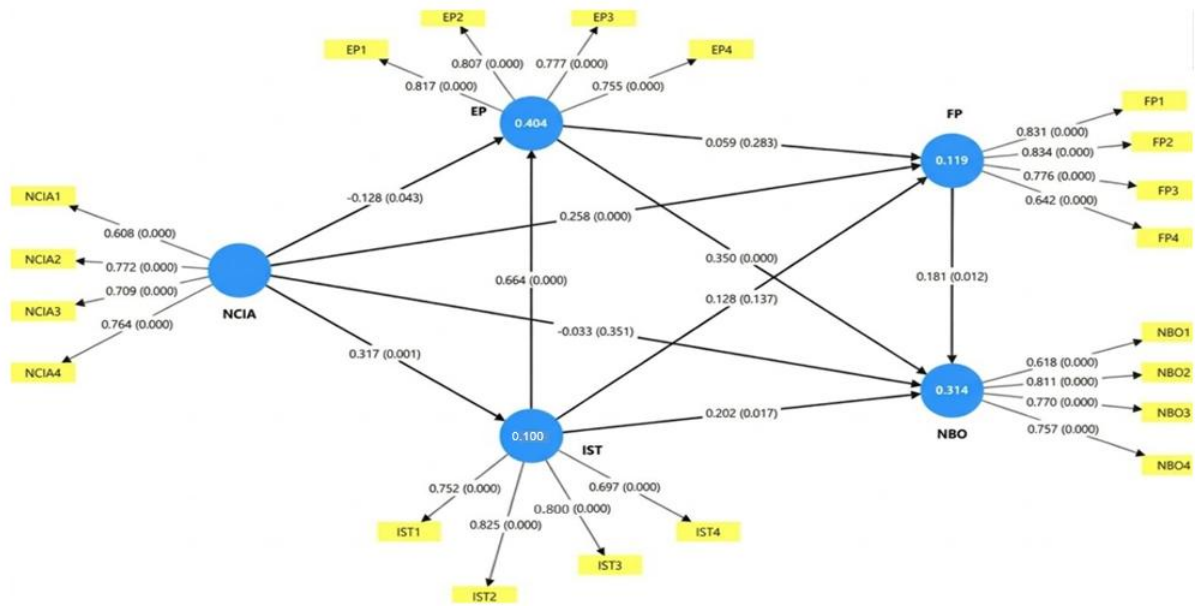 EP2
EP3
EP1
EP4
0.807 (0.000)
0.777 (0.000)
0.817 (0.000)
0.755 (0.000)
EP
0.404
FP
FP1
0.831 (0.000)
FP2
0.834 (0.000)
0.059 (0.283)
0.119
0.776 (0.000)
FP3
0.642 (0.000)
FP4
NCIA1
-0.128 (0.043)
0.258 (0.000)
0.608 (0.000)
NCIA2
0.772 (0.000)
0.709 (0.000)
NCIA3
0.764 (0.000)
NCIA4
NCIA
0.350 (0.000)
0.664 (0.000)
0.181 (0.012)
0.128 (0.137)
-0.033 (0.351)
0.317 (0.001)
NBO1
0.618 (0.000)
NBO2
0.811 (0.000)
0.314
0.770 (0.000)
NBO3
0.202 (0.017)
0.757 (0.000)
NBO
NBO4
0.100
IST
0.752 (0.000)
0.697 (0.000)
0.800 (0.000)
0.825 (0.000)
IST1
IST4
IST3
IST2